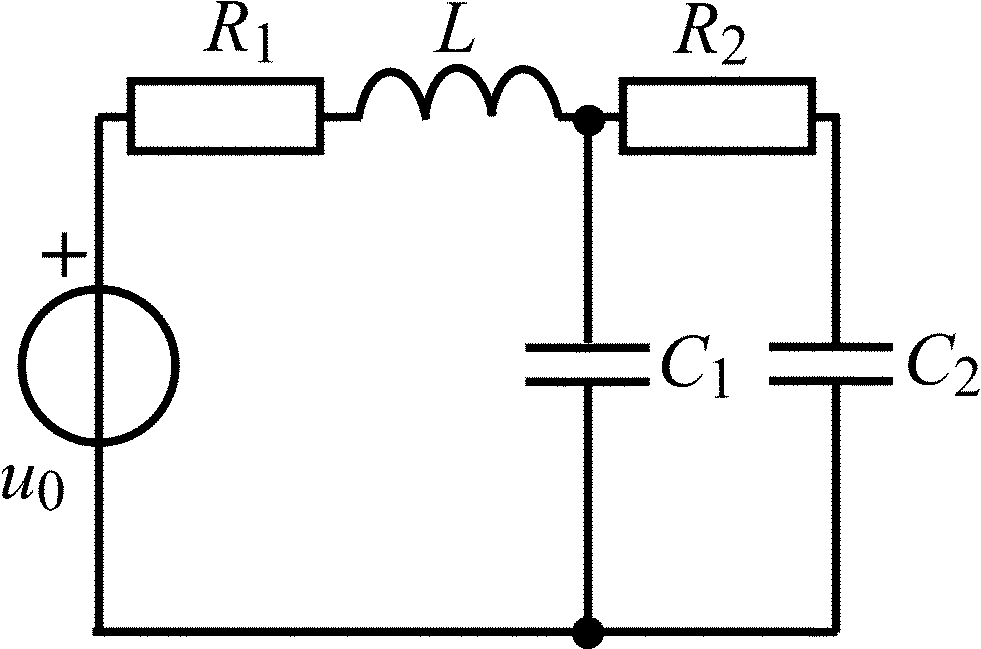 R1 L R2
+
C1 C2
u0